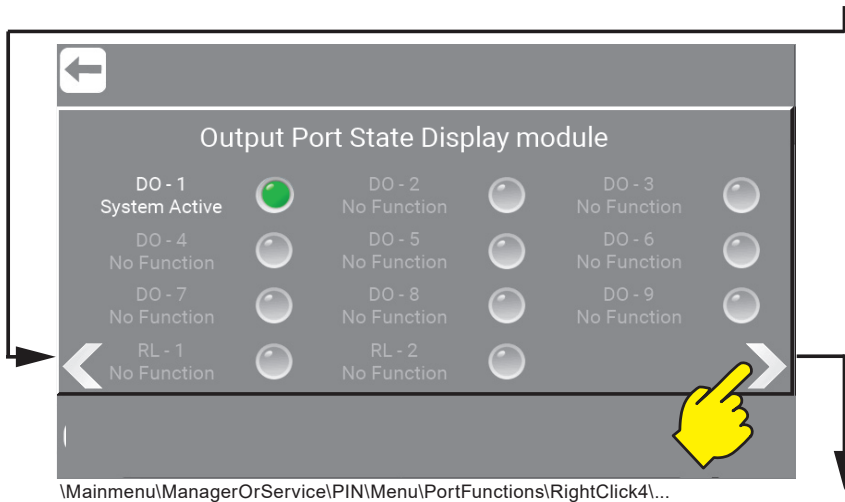 Output Port State Display module
DO - 1 DO - 2 DO - 3
System Active No Function No Function
DO - 4 DO - 5 DO - 6
No Function No Function No Function
DO - 7 DO - 8 DO - 9
No Function No Function No Function
RL - 1 RL - 2
No Function No Function
\Mainmenu\ManagerOrService\PIN\Menu\PortFunctions\RightClick4\...